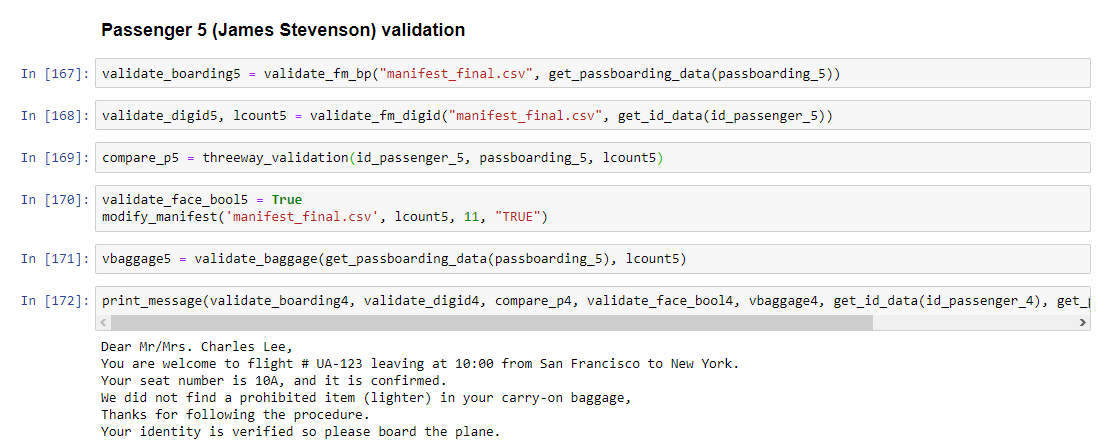 Passenger 5 (James Stevenson) validation
In [167]: validate_boarding5 = validate_fm_bp("manifest_final.csv", get_passboarding_data(passboarding_5))
In [168]: validate_digid5, lcount5 = validate_fm_digid("manifest_final.csv", get_id_data(id_passenger_5))
In [169]: compare_p5 = threeway_validation(id_passenger_5, passboarding_5, lcount5)
In [170]: validate_face_bool5 = True
modify_manifest('manifest_final.csv', lcount5, 11, "TRUE")
In [171]: vbaggage5 = validate_baggage(get_passboarding_data(passboarding_5), lcount5)
In [172]: print_message(validate_boarding4, validate_digid4, compare_p4, validate_face_bool4, vbaggage4, get_id_data(id_passenger_4), get_
Dear Mr/Mrs. Charles Lee,
You are welcome to flight # UA-123 leaving at 10:00 from San Francisco to New York.
Your seat number is 10A, and it is confirmed.
We did not find a prohibited item (lighter) in your carry-on baggage,
Thanks for following the procedure.
Your identity is verified so please board the plane.